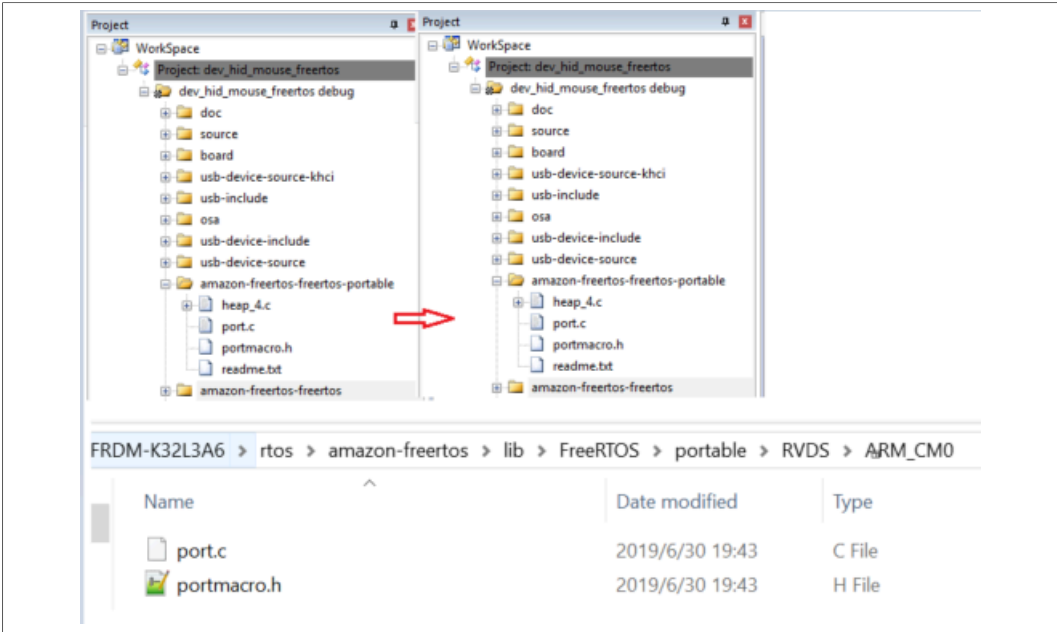 Project
WorkSpace
Project: dev_hid_mouse_freertos
dev_hid_mouse_freertos debug
doc
source
board
usb-device-source-khci
usb-include
osa
usb-device-include
usb-device-source
amazon-freertos-freertos-portable
heap_4.c
port.c
portmacro.h
readme.txt
amazon-freertos-freertos
Project
WorkSpace
Project: dev_hid_mouse_freertos
dev_hid_mouse_freertos debug
doc
source
board
usb-device-source-khci
usb-include
osa
usb-device-include
usb-device-source
amazon-freertos-freertos-portable
heap_4.c
port.c
portmacro.h
readme.txt
amazon-freertos-freertos
FRDM-K32L3A6 > rtos > amazon-freertos > lib > FreeRTOS > portable > RVDS > ARM_CM0
Name Date modified Type
port.c 2019/6/30 19:43 C File
portmacro.h 2019/6/30 19:43 H File